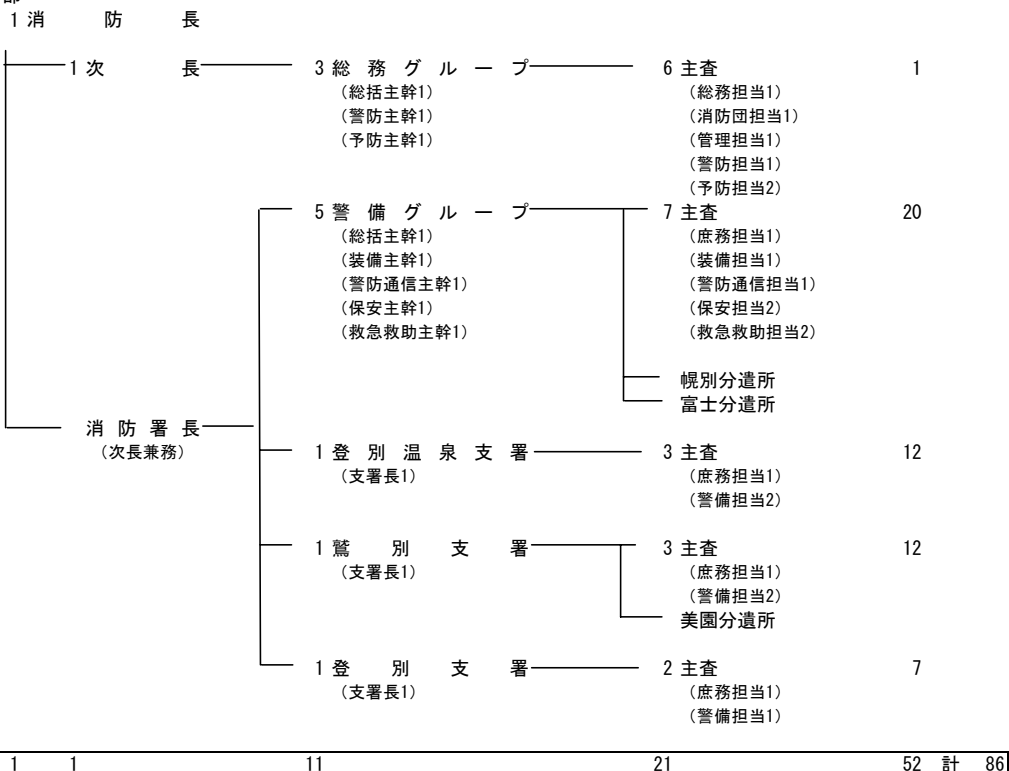 1 消防長
1 次長 3 総務グループ 6 主査 1
(総括主幹1) (総務担当1)
(警防主幹1) (消防団担当1)
(予防主幹1) (管理担当1)
(警防担当1)
(予防担当2)
5 警備グループ 7 主査 20
(総括主幹1) (庶務担当1)
(装備主幹1) (装備担当1)
(警防通信主幹1) (警防通信担当1)
(保安主幹1) (保安担当2)
(救急救助主幹1) (救急救助担当2)
幌別分遣所
富士分遣所
消防署長
(次長兼務) 1 登別温泉支署 3 主査 12
(支署長1) (庶務担当1)
(警備担当2)
1 鷲別支署 3 主査 12
(支署長1) (庶務担当1)
(警備担当2)
美園分遣所
1 登別支署 2 主査 7
(支署長1) (庶務担当1)
(警備担当1)
1 1 11 21 52 計 86